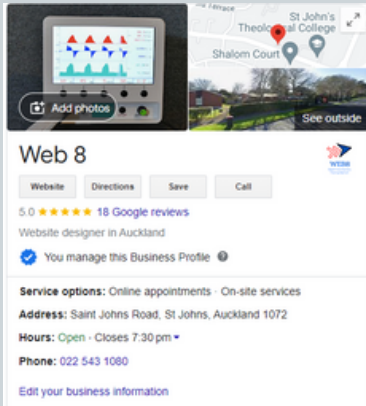 Terrace
St John's
Theological College
Shalom Court
Add photos
See outside
Web 8
WEB8
Website
Directions
Save
Call
5.0 ★★★★★ 18 Google reviews
Website designer in Auckland
You manage this Business Profile
Service options: Online appointments · On-site services
Address: Saint Johns Road, St Johns, Auckland 1072
Hours: Open · Closes 7:30 pm
Phone: 022 543 1080
Edit your business information